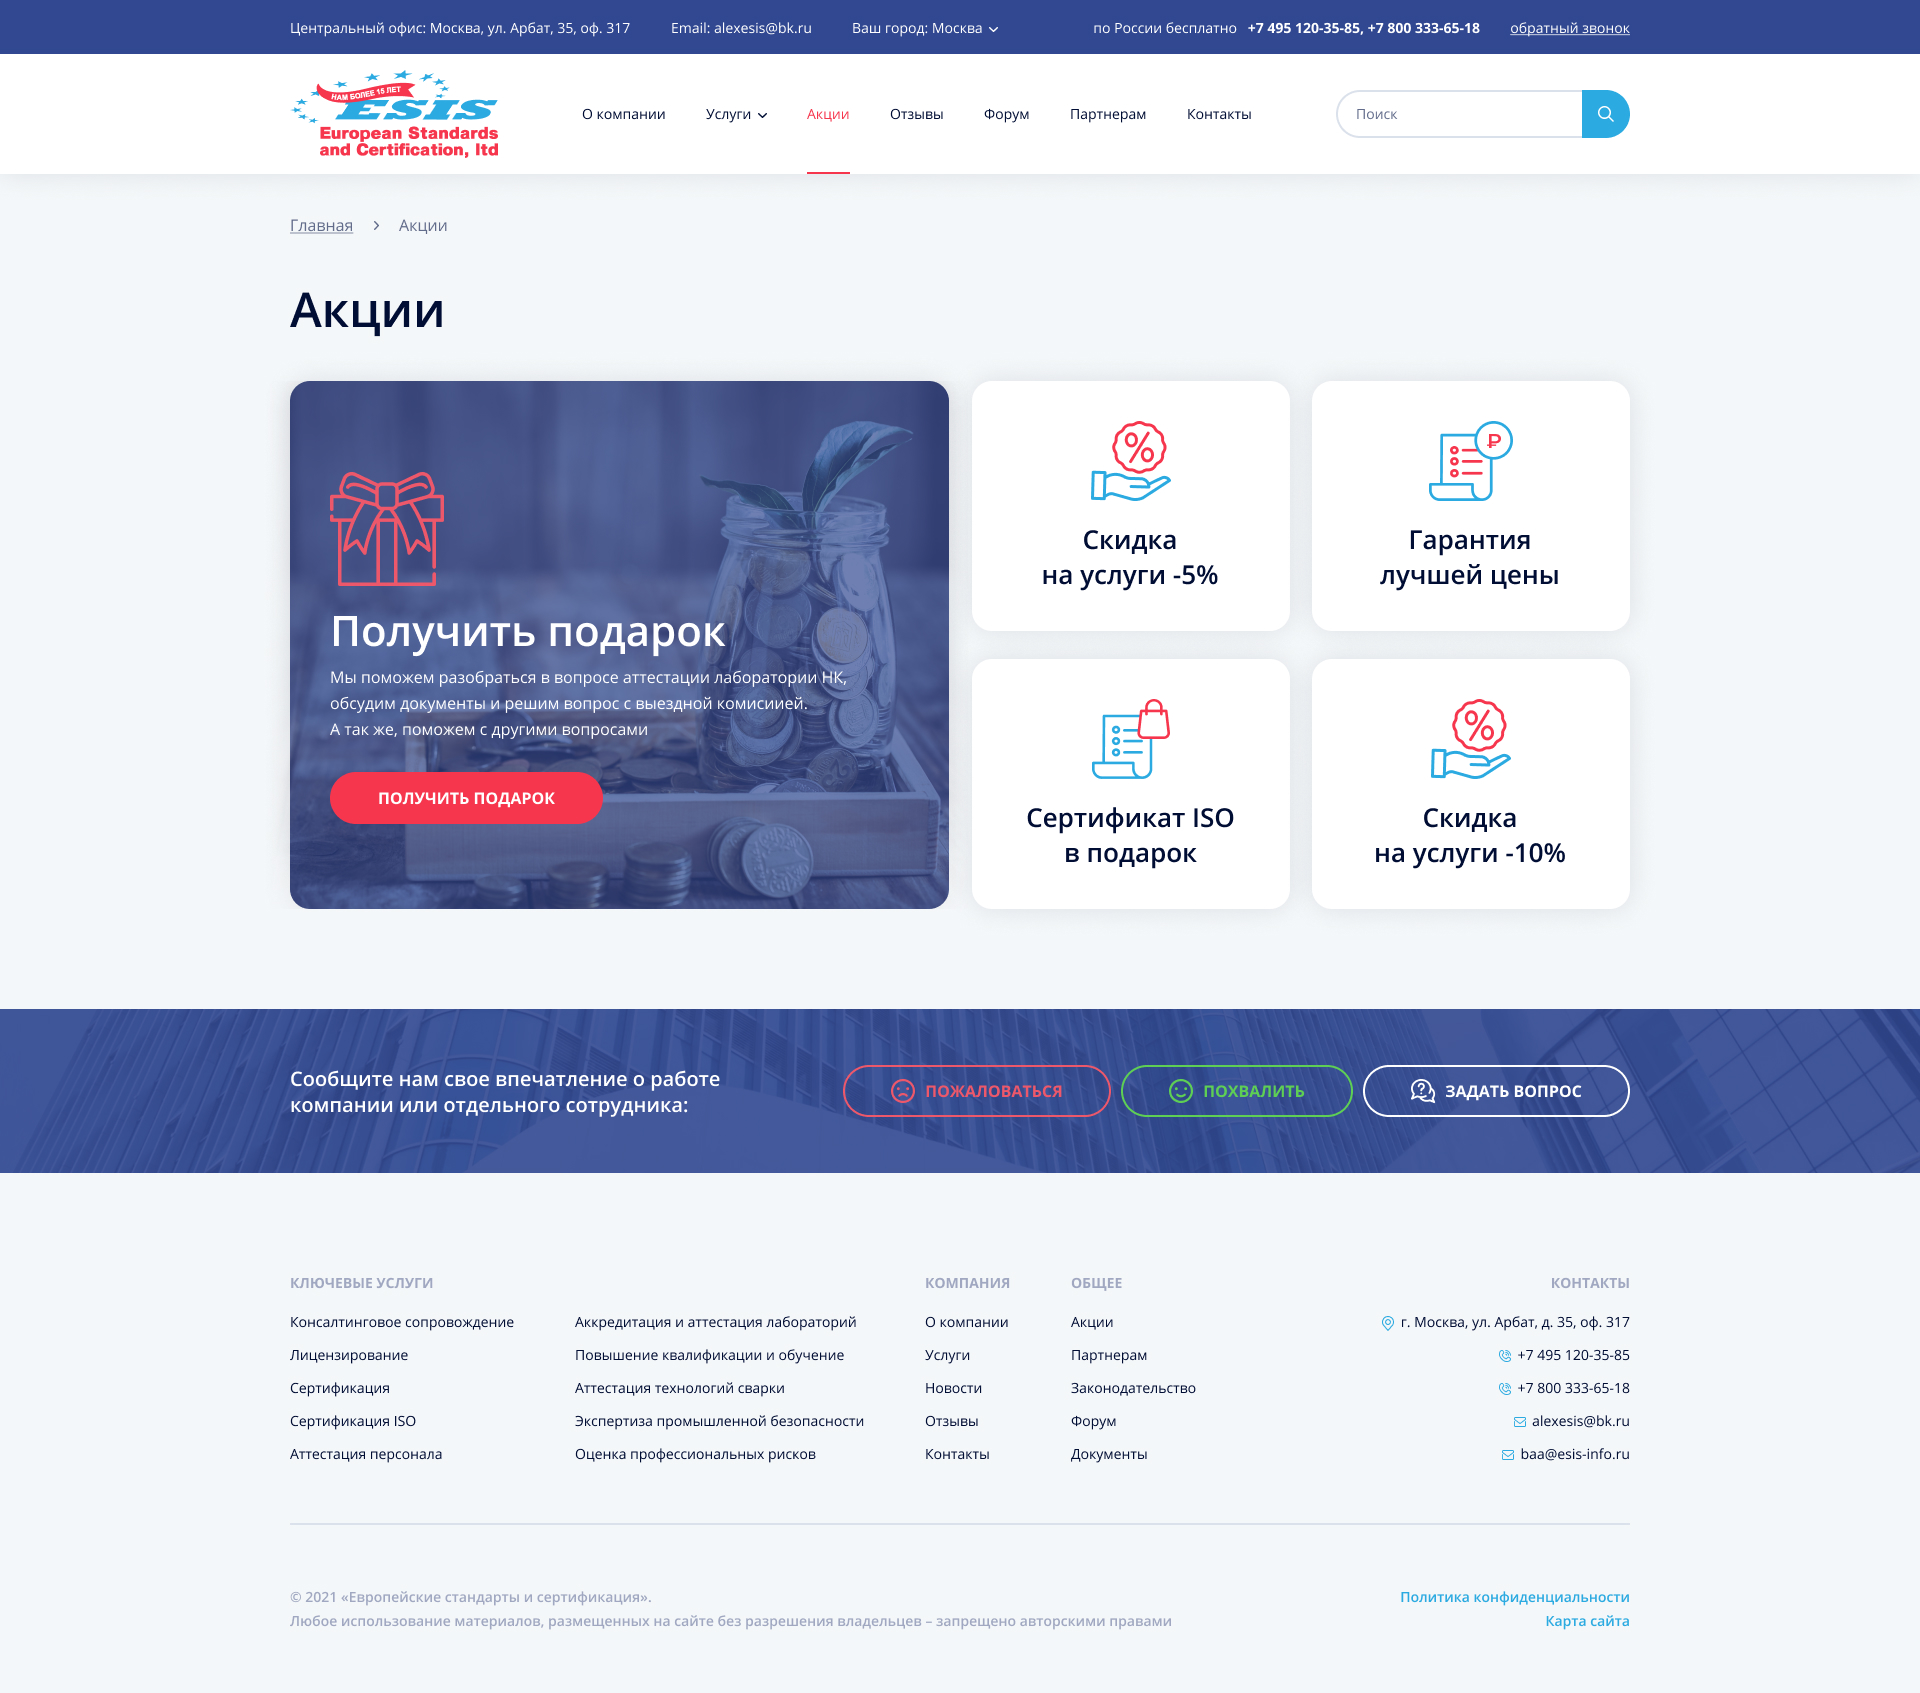 Центральный офис: Москва, ул. Арбат, 35, оф. 317
Email: alexesis@bk.ru
Ваш город: Москва
по России бесплатно +7 495 120-35-85, +7 800 333-65-18
обратный звонок
НАМ БОЛЕЕ 15 ЛЕТ
ESIS
European Standards
and Certification, ltd
О компании
Услуги
Акции
Отзывы
Форум
Партнерам
Контакты
Поиск
Главная
Акции
Акции
Получить подарок
Мы поможем разобраться в вопросе аттестации лаборатории НК,
обсудим документы и решим вопрос с выездной комисиией.
А так же, поможем с другими вопросами
ПОЛУЧИТЬ ПОДАРОК
Скидка
на услуги -5%
Гарантия
лучшей цены
Сертификат ISO
в подарок
Скидка
на услуги -10%
Сообщите нам свое впечатление о работе
компании или отдельного сотрудника:
ПОЖАЛОВАТЬСЯ
ПОХВАЛИТЬ
ЗАДАТЬ ВОПРОС
КЛЮЧЕВЫЕ УСЛУГИ
Консалтинговое сопровождение
Лицензирование
Сертификация
Сертификация ISO
Аттестация персонала
Аккредитация и аттестация лабораторий
Повышение квалификации и обучение
Аттестация технологий сварки
Экспертиза промышленной безопасности
Оценка профессиональных рисков
КОМПАНИЯ
О компании
Услуги
Новости
Отзывы
Контакты
ОБЩЕЕ
Акции
Партнерам
Законодательство
Форум
Документы
КОНТАКТЫ
г. Москва, ул. Арбат, д. 35, оф. 317
+7 495 120-35-85
+7 800 333-65-18
alexesis@bk.ru
baa@esis-info.ru
© 2021 «Европейские стандарты и сертификация».
Любое использование материалов, размещенных на сайте без разрешения владельцев – запрещено авторскими правами
Политика конфиденциальности
Карта сайта